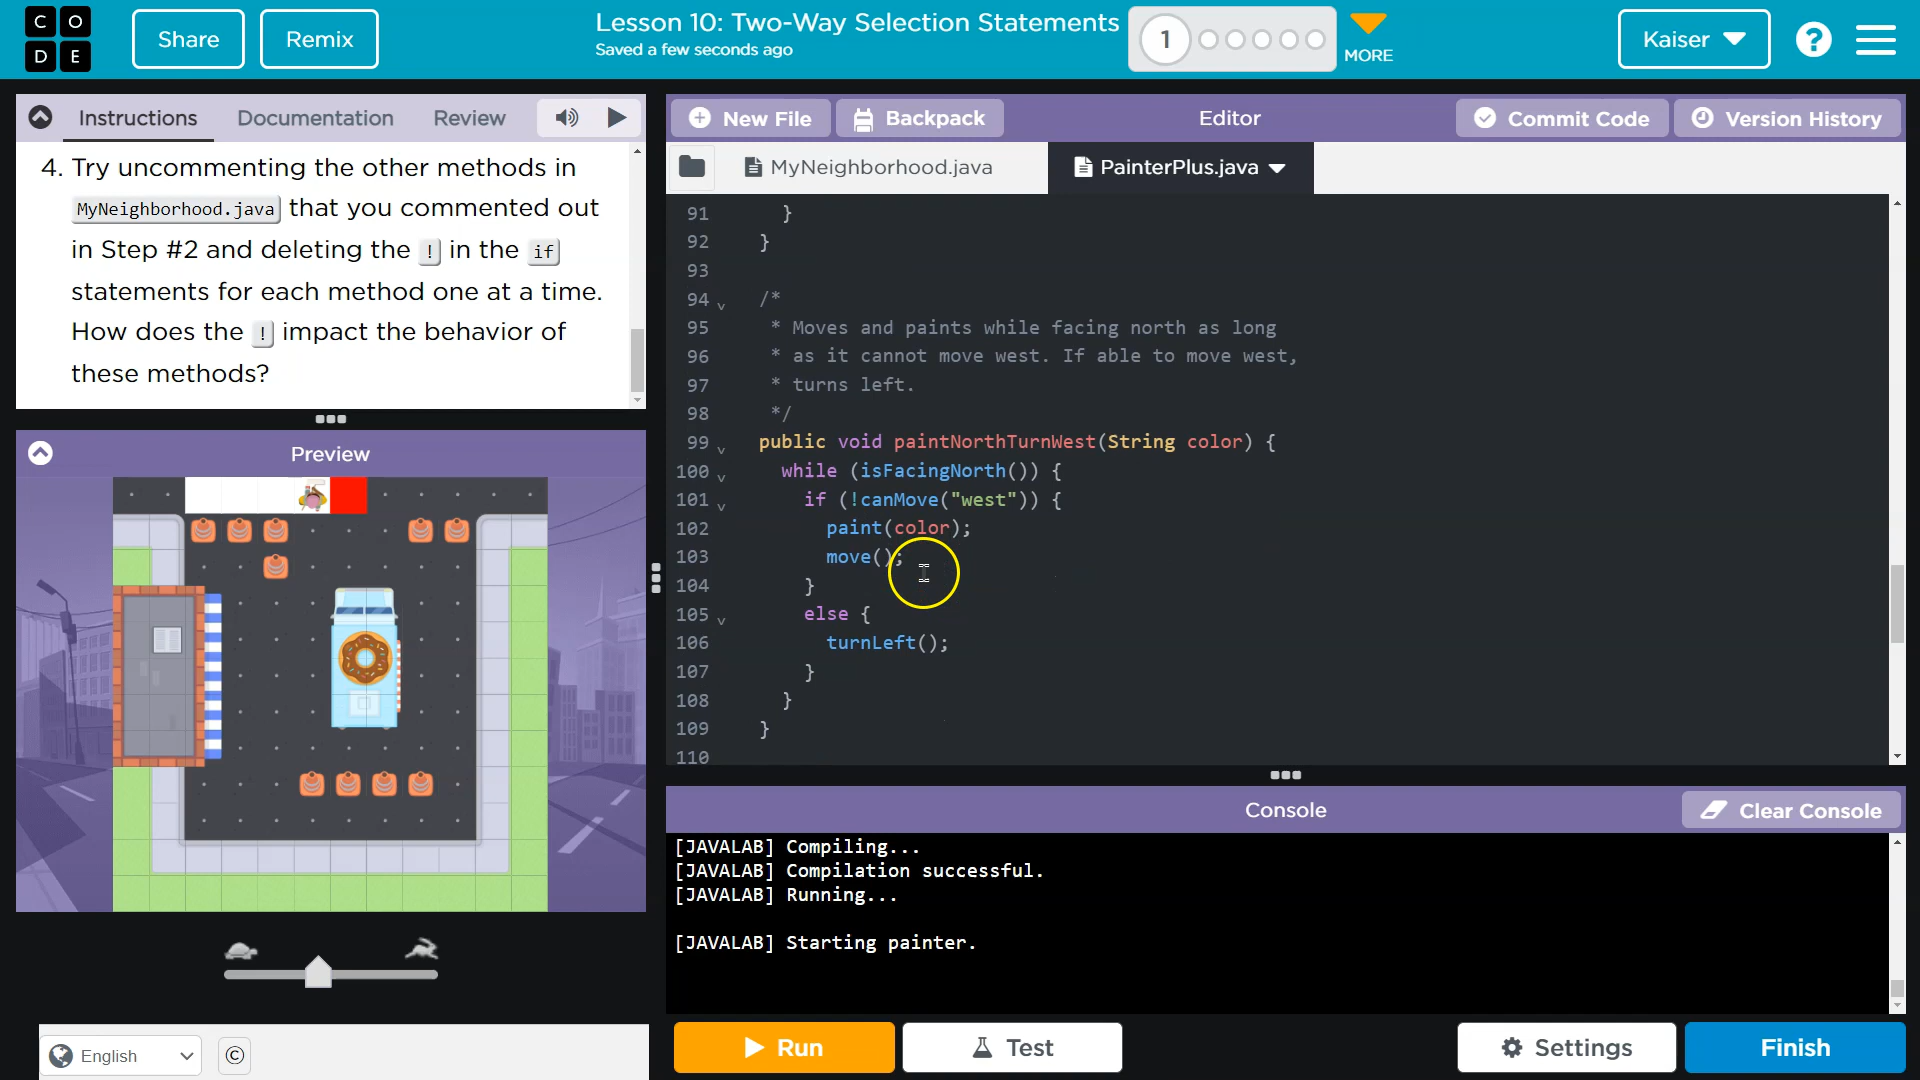 C O
D E
Share
Remix
Lesson 10: Two-Way Selection Statements
Saved a few seconds ago
1
MORE
Kaiser
?
Instructions
Documentation
Review
4. Try uncommenting the other methods in
MyNeighborhood.java that you commented out
in Step #2 and deleting the ! in the if
statements for each method one at a time.
How does the ! impact the behavior of
these methods?
Preview
English
©
New File
Backpack
Editor
Commit Code
Version History
MyNeighborhood.java
PainterPlus.java
91 }
92 }
93
94 /*
95 * Moves and paints while facing north as long
96 * as it cannot move west. If able to move west,
97 * turns left.
98 */
99 public void paintNorthTurnWest(String color) {
100 while (isFacingNorth()) {
101 if (!canMove("west")) {
102 paint(color);
103 move();
104 }
105 else {
106 turnLeft();
107 }
108 }
109 }
110
Console
Clear Console
[JAVALAB] Compiling...
[JAVALAB] Compilation successful.
[JAVALAB] Running...
[JAVALAB] Starting painter.
Run
Test
Settings
Finish